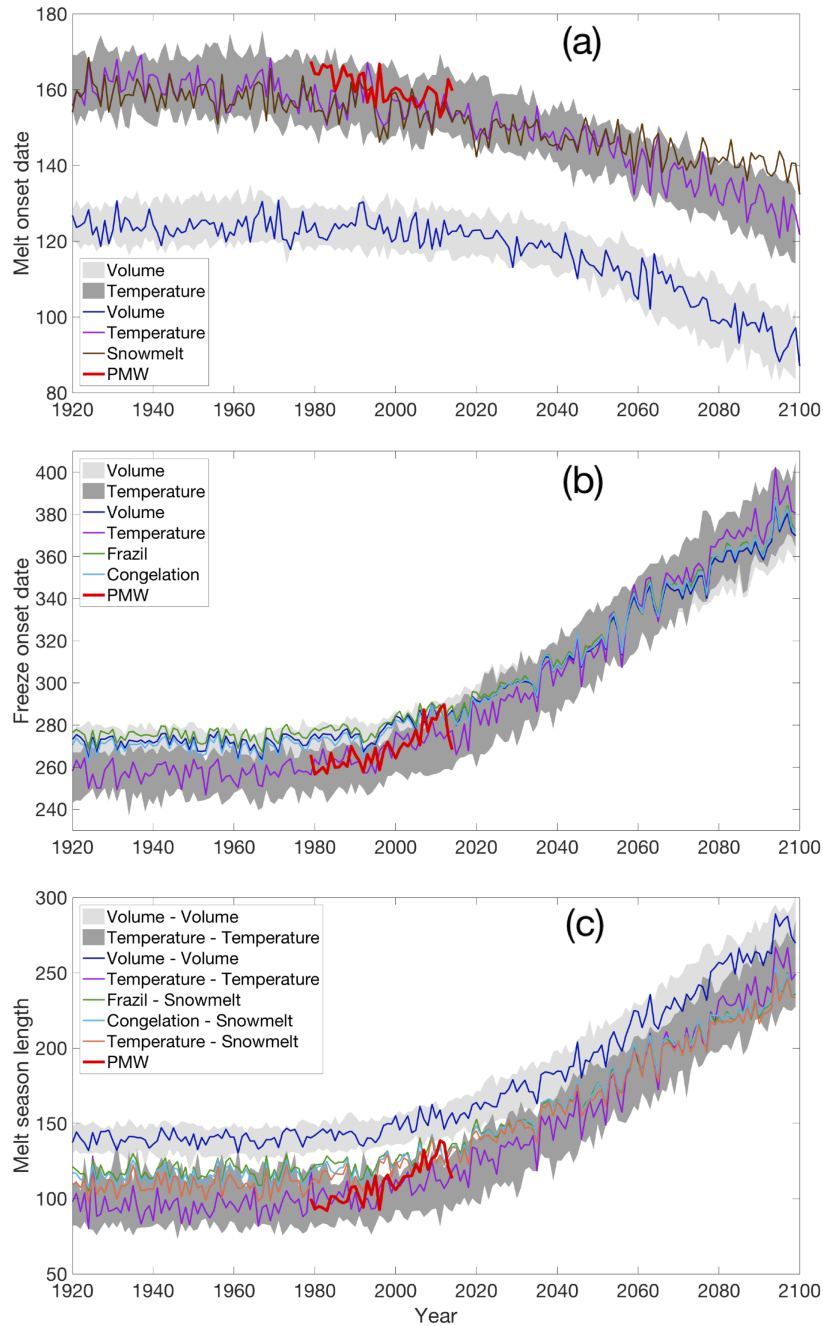 (a)
Melt onset date
180
160
140
120
100
80
Volume
Temperature
Volume
Temperature
Snowmelt
PMW
1920 1940 1960 1980 2000 2020 2040 2060 2080 2100
(b)
Freeze onset date
400
380
360
340
320
300
280
260
240
Volume
Temperature
Volume
Temperature
Frazil
Congelation
PMW
1920 1940 1960 1980 2000 2020 2040 2060 2080 2100
(c)
Melt season length
300
250
200
150
100
50
Volume - Volume
Temperature - Temperature
Volume - Volume
Temperature - Temperature
Frazil - Snowmelt
Congelation - Snowmelt
Temperature - Snowmelt
PMW
1920 1940 1960 1980 2000 2020 2040 2060 2080 2100
Year